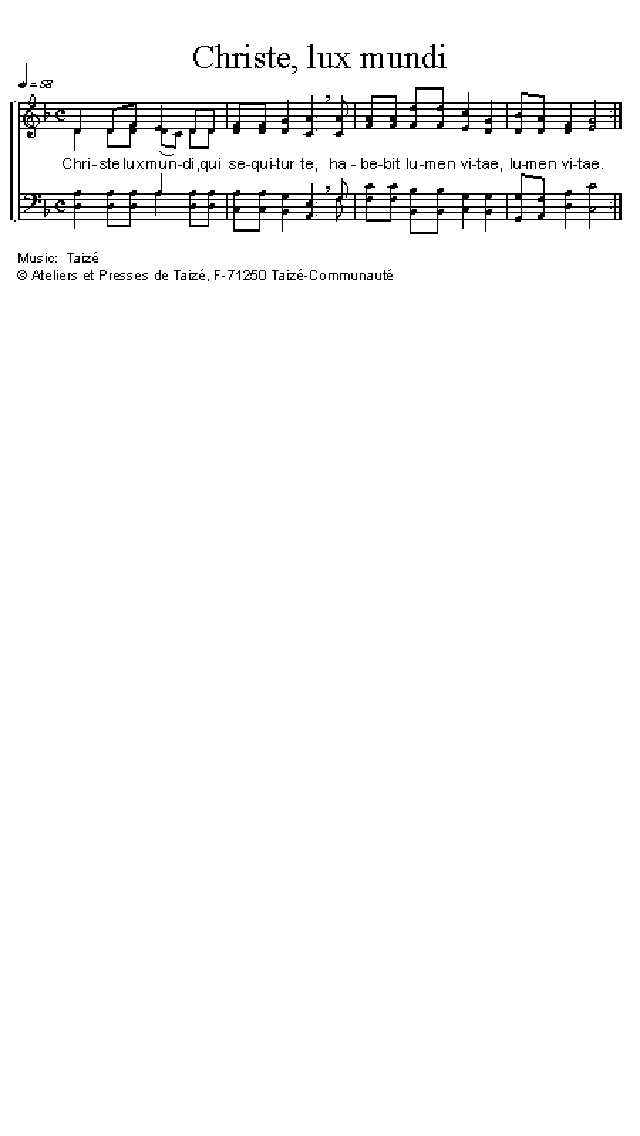 Christe, lux mundi
♩ = 58
Chri-ste lux mun-di, qui se-qui-tur te, ha-be-bit lu-men vi-tae, lu-men vi-tae.
Music: Taizé
© Ateliers et Presses de Taizé, F-71250 Taizé-Communauté